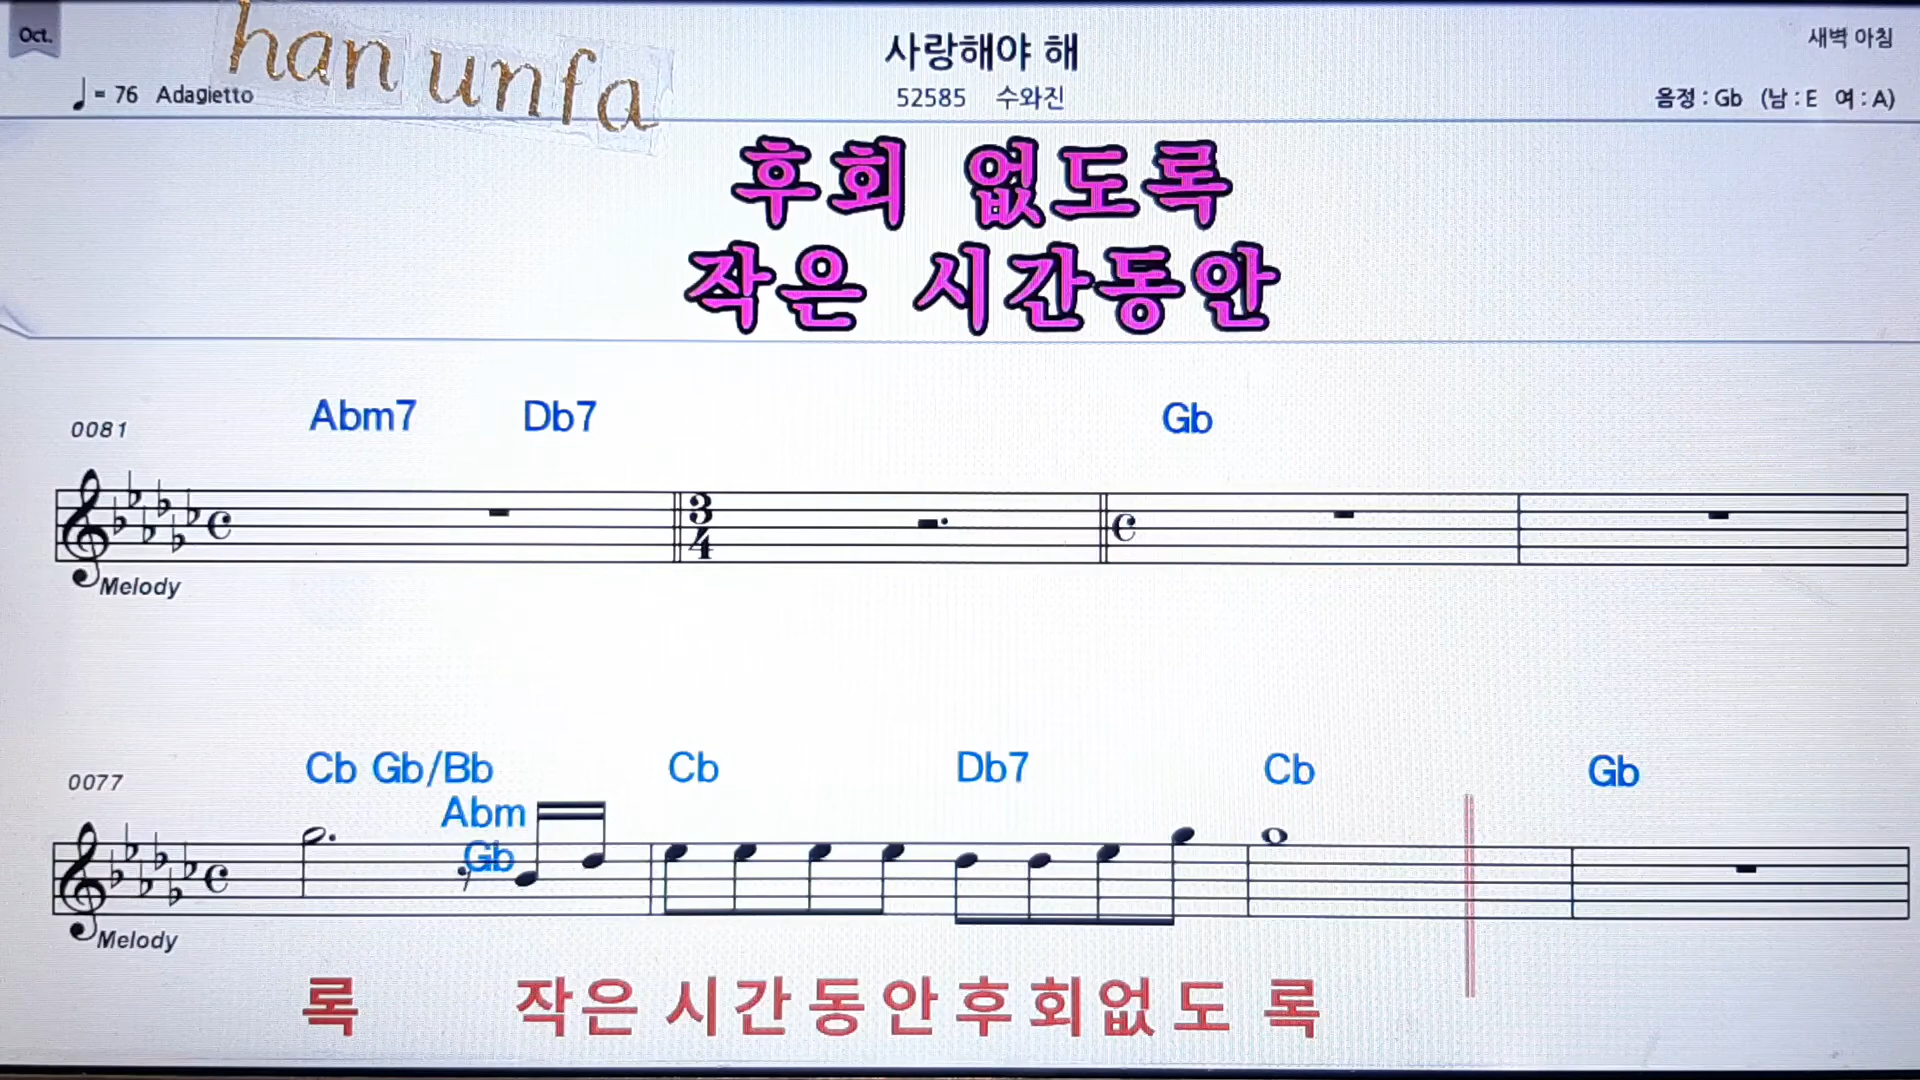 Oct.
han unfa
사랑해야 해
새벽 아침
♩= 76 Adagietto
52585 수와진
음정 : Gb (남 : E 여 : A)
후회 없도록
작은 시간동안
Abm7 Db7 Gb
0081
3
4
Melody
Cb Gb/Bb Cb Db7 Cb Gb
0077
Abm
Gb
Melody
록 작은 시간동안후회없도 록